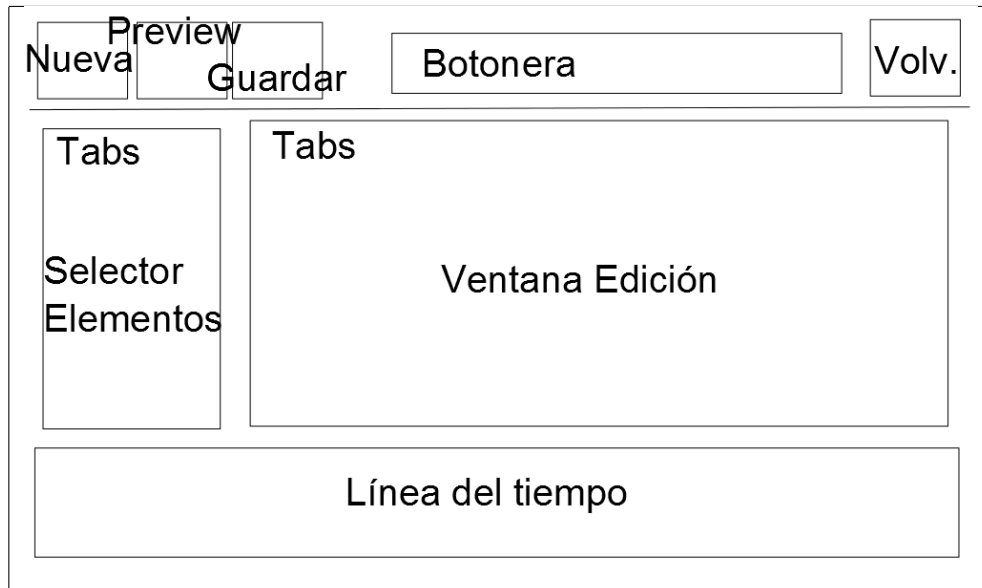 Nueva
Preview
Guardar
Botonera
Volv.
Tabs
Selector
Elementos
Tabs
Ventana Edición
Línea del tiempo